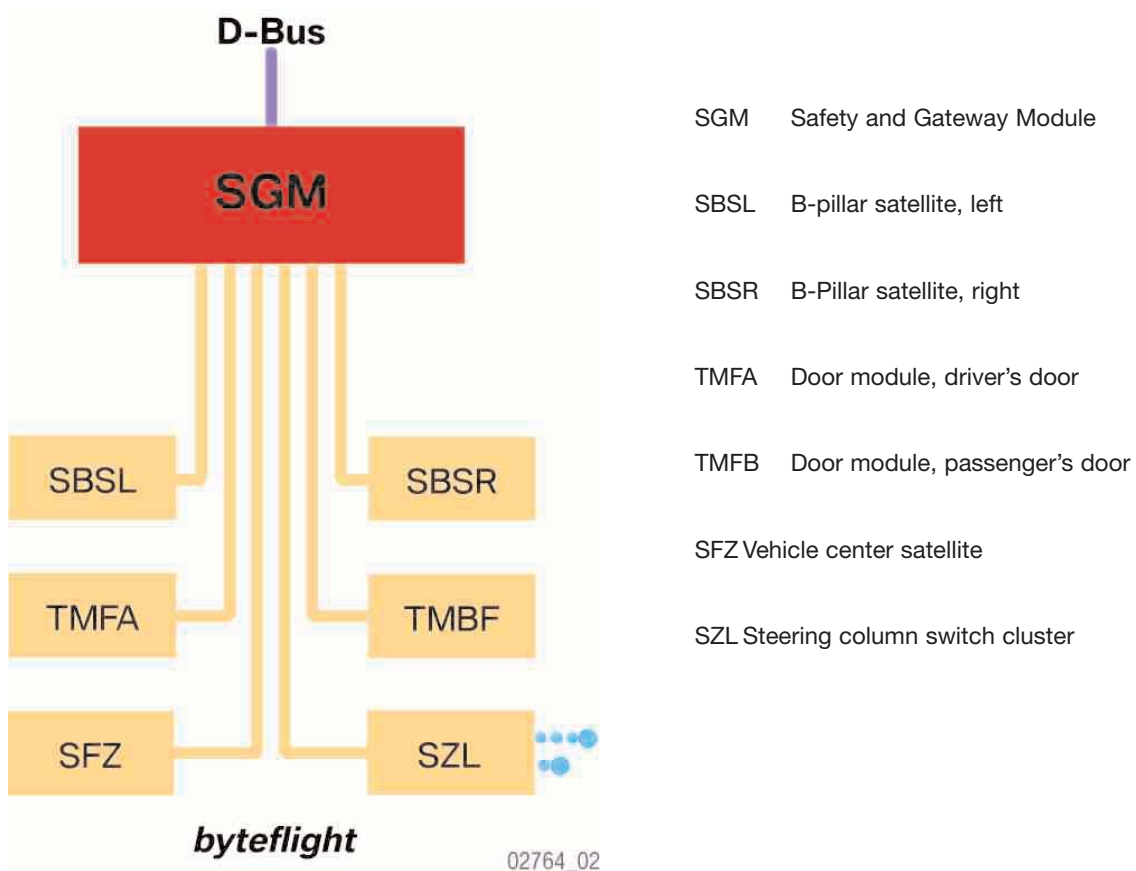 D-Bus
SGM
SBSL
SBSR
TMFA
TMBF
SFZ
SZL
byteflight
02764_02
SGM Safety and Gateway Module
SBSL B-pillar satellite, left
SBSR B-Pillar satellite, right
TMFA Door module, driver’s door
TMFB Door module, passenger’s door
SFZ Vehicle center satellite
SZL Steering column switch cluster